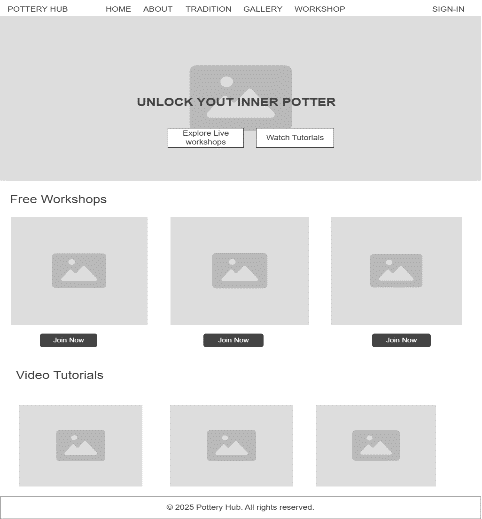 POTTERY HUB HOME ABOUT TRADITION GALLERY WORKSHOP SIGN-IN
UNLOCK YOUT INNER POTTER
Explore Live
workshops
Watch Tutorials
Free Workshops
Join Now Join Now Join Now
Video Tutorials
© 2025 Pottery Hub. All rights reserved.